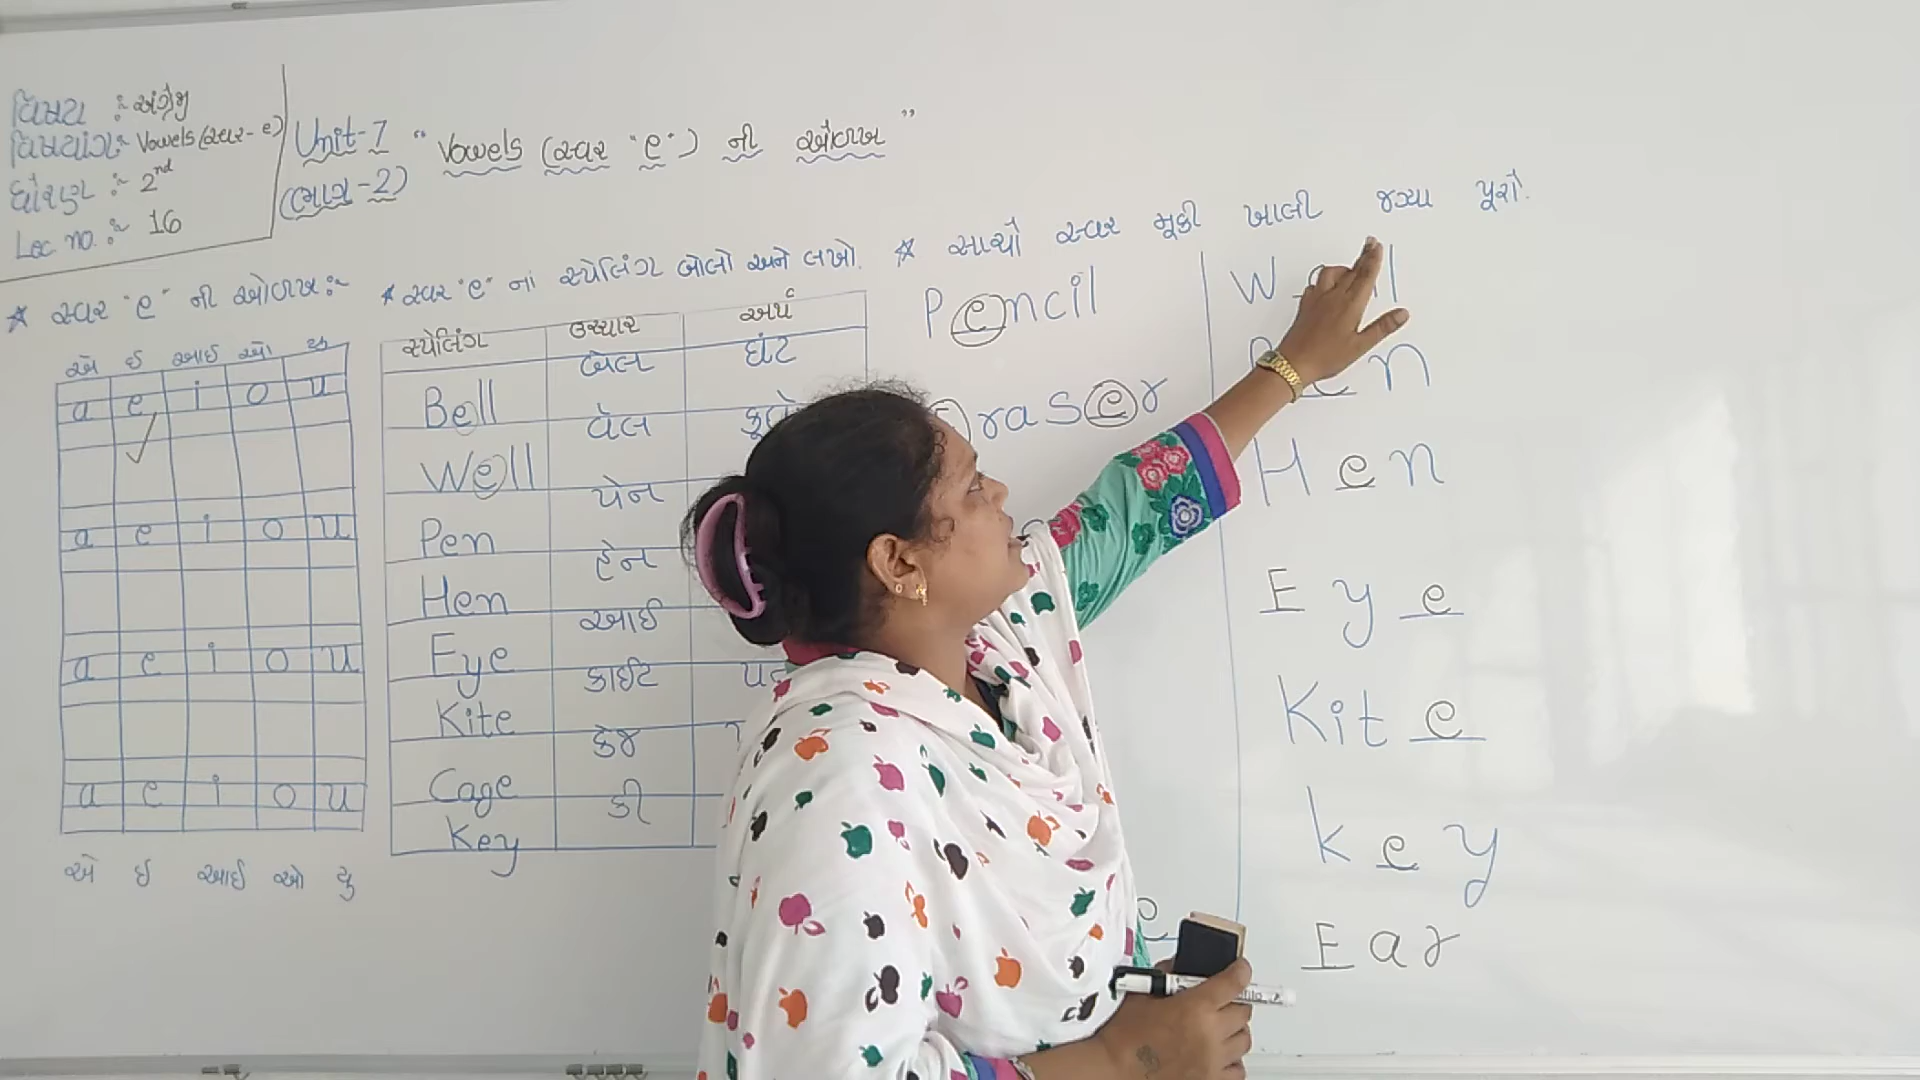 વિષય :~ અંગ્રેજી
વિષયાંગ:~ Vowels (સ્વર-e)
ધોરણ :~ 2nd
Lec no. :~ 16
Unit-7 " Vowels (સ્વર "e") ની ઓળખ "
(ભાગ-2)
* સ્વર "e" ની ઓળખ :~
એ ઈ આઈ ઓ યુ
a e i o u
a e i o u
a e i o u
a e i o u
એ ઈ આઈ ઓ યુ
* સ્વર "e" નાં સ્પેલિંગ બોલો અને લખો.
સ્પેલિંગ ઉચ્ચાર અર્થ
Bell બેલ ઘંટ
Well વેલ
Pen પેન
Hen હેન
Eye આઈ
Kite કાઈટ
Cage કેજ
Key કી
* સાચો સ્વર મૂકી ખાલી જગ્યા પૂરો.
Pencil
raser
e
W
en
Hen
Eye
Kite
key
Ear